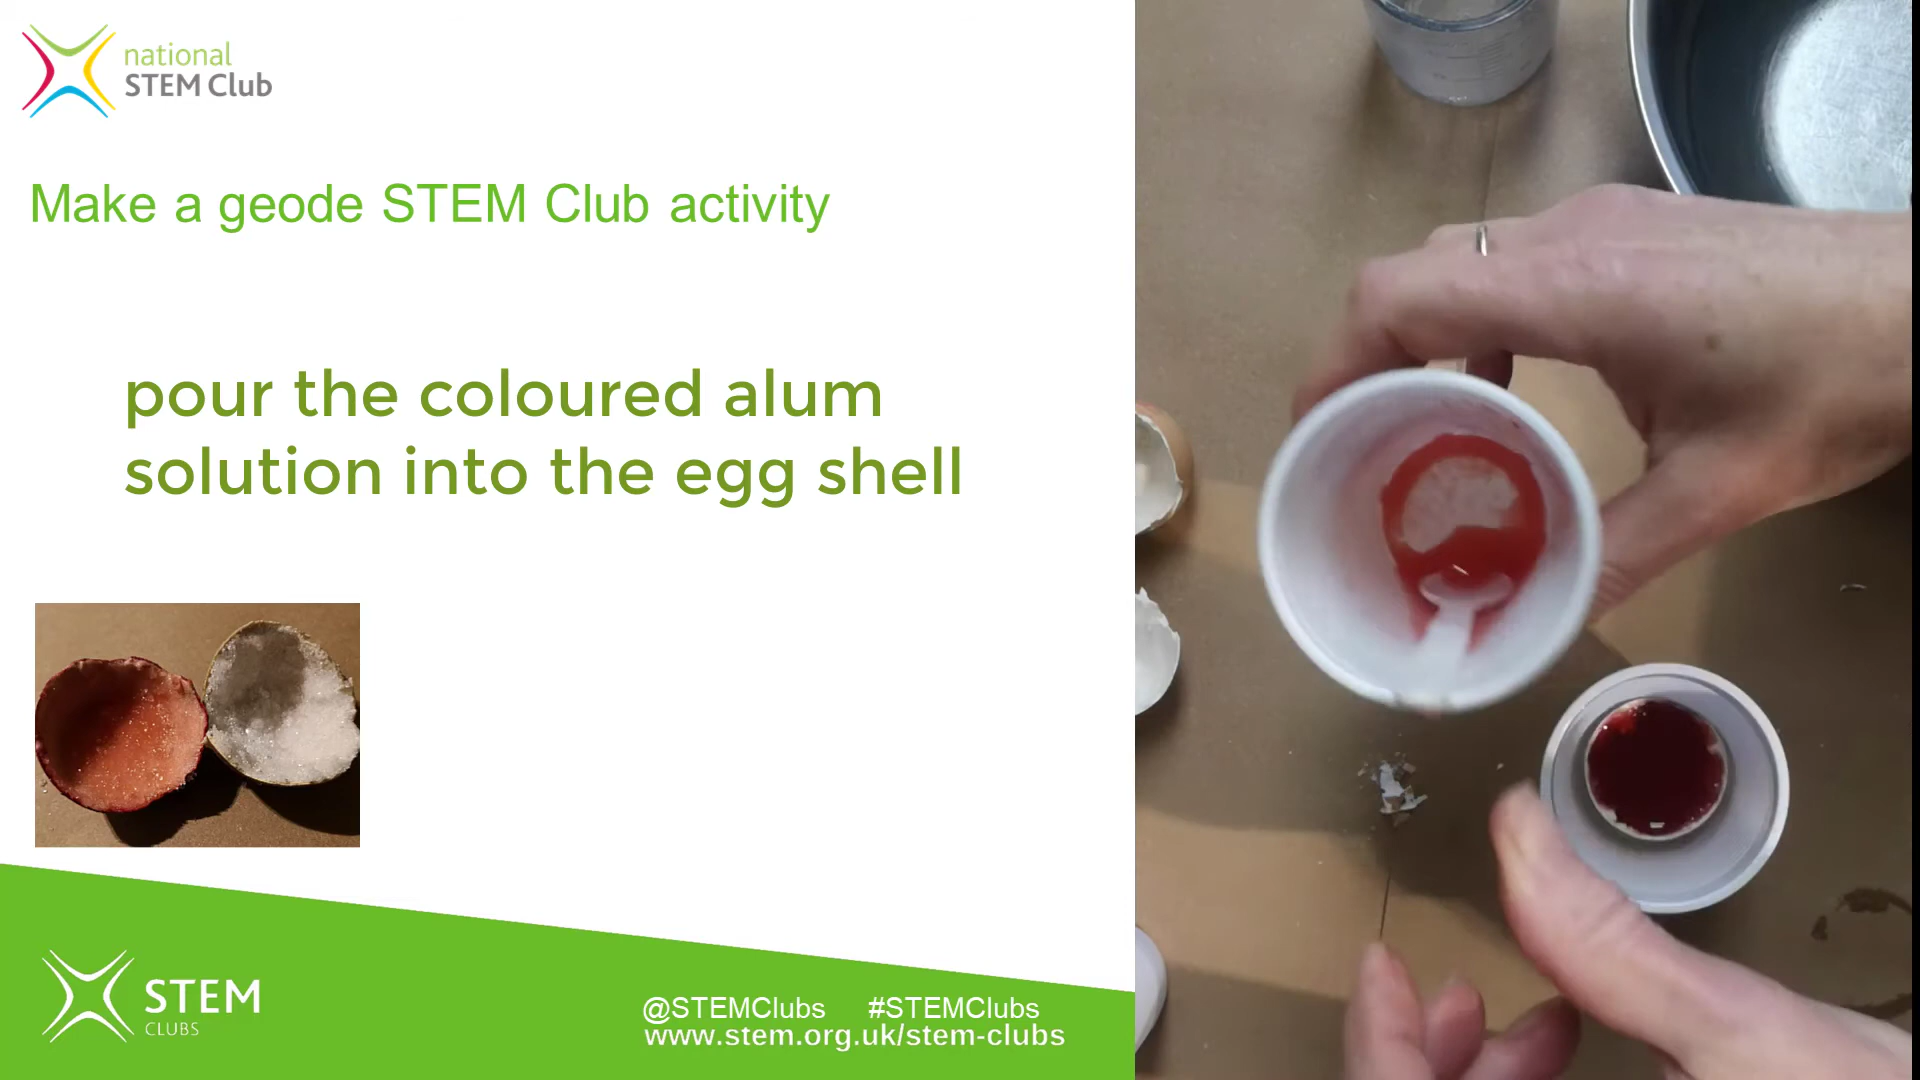 national
STEM Club
Make a geode STEM Club activity
pour the coloured alum
solution into the egg shell
STEM
CLUBS
@STEMClubs #STEMClubs
www.stem.org.uk/stem-clubs